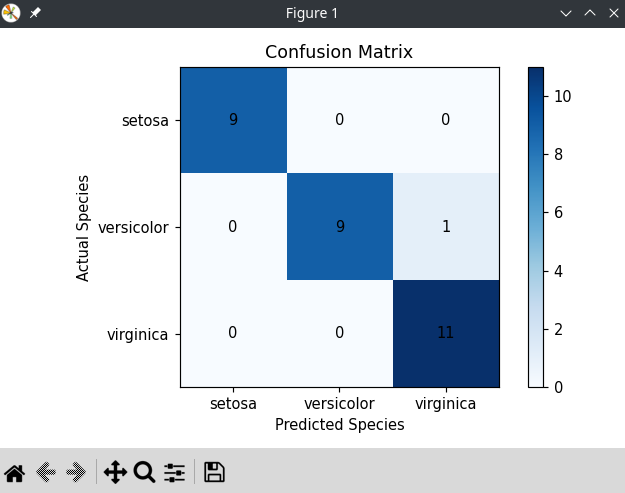 Figure 1
Confusion Matrix
setosa 9 0 0
versicolor 0 9 1
virginica 0 0 11
setosa versicolor virginica
Predicted Species
Actual Species
10
8
6
4
2
0